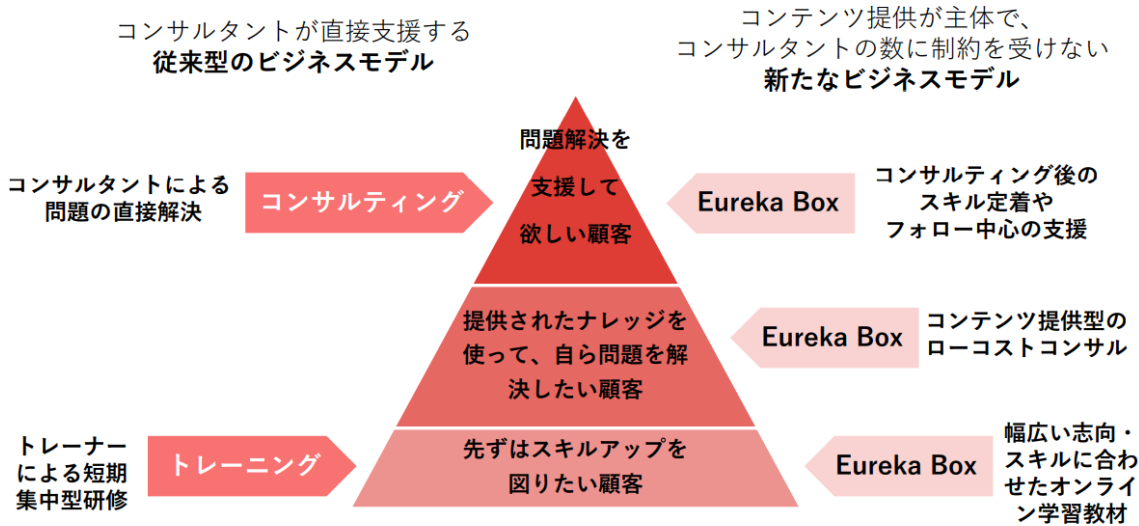 コンサルタントが直接支援する
従来型のビジネスモデル
コンテンツ提供が主体で、
コンサルタントの数に制約を受けない
新たなビジネスモデル
コンサルタントによる
問題の直接解決
コンサルティング
問題解決を
支援して
欲しい顧客
Eureka Box
コンサルティング後の
スキル定着や
フォロー中心の支援
提供されたナレッジを
使って、自ら問題を解
決したい顧客
Eureka Box
コンテンツ提供型の
ローコストコンサル
トレーナー
による短期
集中型研修
トレーニング
先ずはスキルアップを
図りたい顧客
Eureka Box
幅広い志向・
スキルに合わ
せたオンライ
ン学習教材